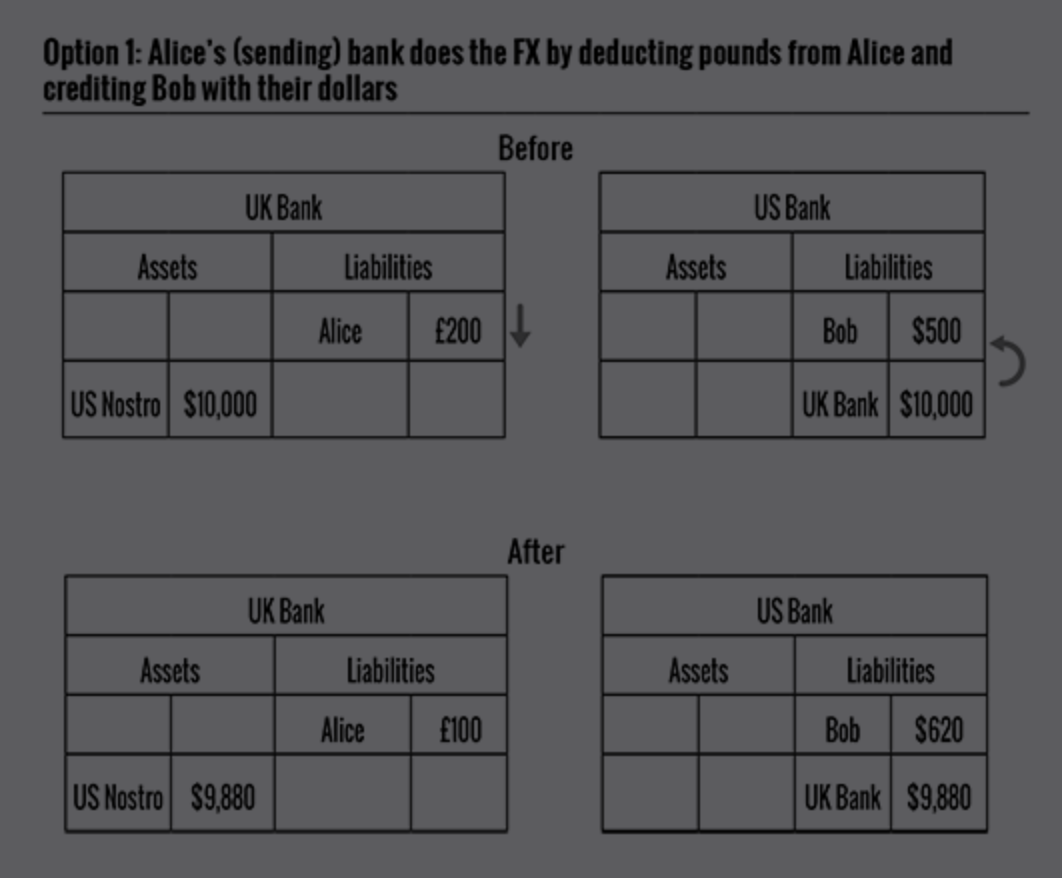 Option 1: Alice's (sending) bank does the FX by deducting pounds from Alice and
crediting Bob with their dollars
Before
UK Bank
Assets Liabilities
Alice £200
US Nostro $10,000
US Bank
Assets Liabilities
Bob $500
UK Bank $10,000
After
UK Bank
Assets Liabilities
Alice £100
US Nostro $9,880
US Bank
Assets Liabilities
Bob $620
UK Bank $9,880